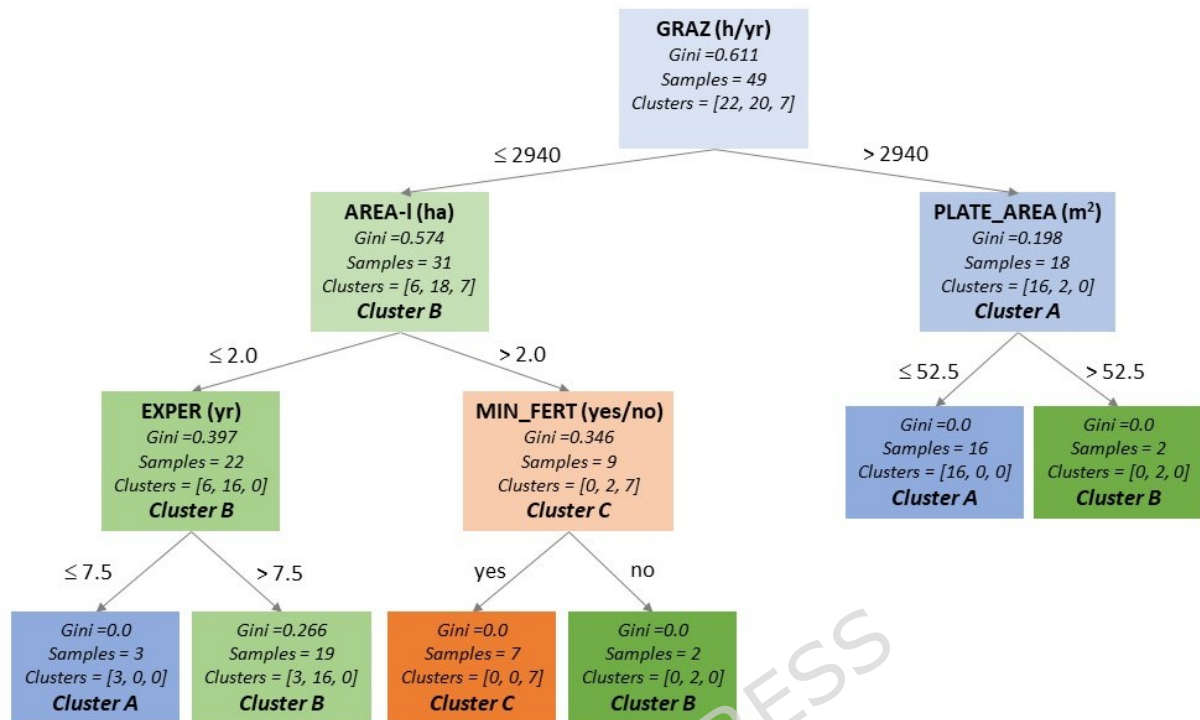 GRAZ (h/yr)
Gini =0.611
Samples = 49
Clusters = [22, 20, 7]
≤ 2940
> 2940
AREA-l (ha)
Gini =0.574
Samples = 31
Clusters = [6, 18, 7]
Cluster B
PLATE_AREA (m²)
Gini =0.198
Samples = 18
Clusters = [16, 2, 0]
Cluster A
≤ 2.0
> 2.0
≤ 52.5
> 52.5
EXPER (yr)
Gini =0.397
Samples = 22
Clusters = [6, 16, 0]
Cluster B
MIN_FERT (yes/no)
Gini =0.346
Samples = 9
Clusters = [0, 2, 7]
Cluster C
Gini =0.0
Samples = 16
Clusters = [16, 0, 0]
Cluster A
Gini =0.0
Samples = 2
Clusters = [0, 2, 0]
Cluster B
≤ 7.5
> 7.5
yes
no
Gini =0.0
Samples = 3
Clusters = [3, 0, 0]
Cluster A
Gini =0.266
Samples = 19
Clusters = [3, 16, 0]
Cluster B
Gini =0.0
Samples = 7
Clusters = [0, 0, 7]
Cluster C
Gini =0.0
Samples = 2
Clusters = [0, 2, 0]
Cluster B
RESS